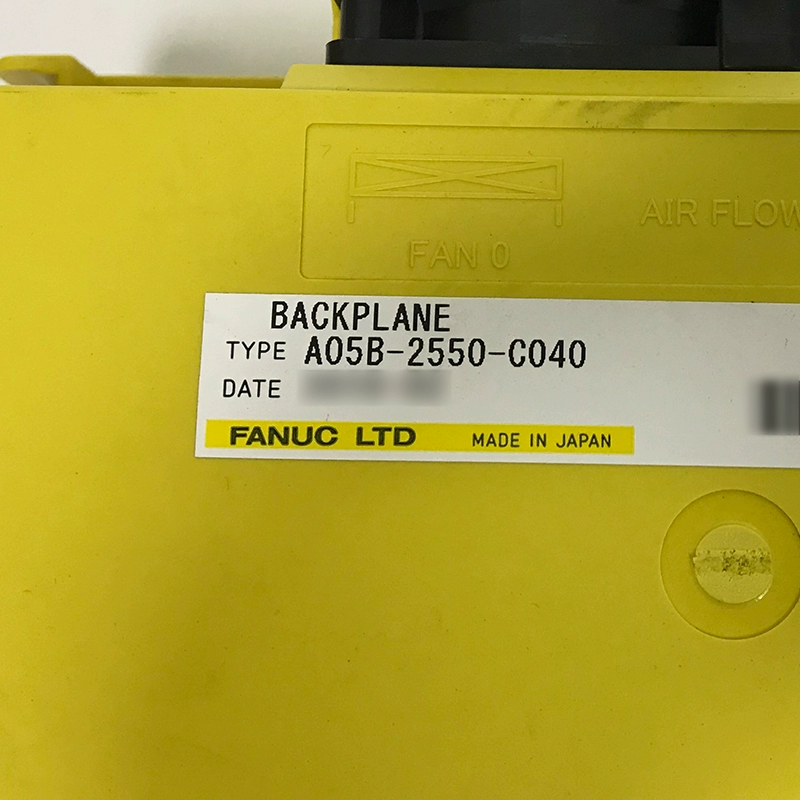 AIR FLOW
FAN 0
BACKPLANE
TYPE A05B-2550-C040
DATE
FANUC LTD MADE IN JAPAN